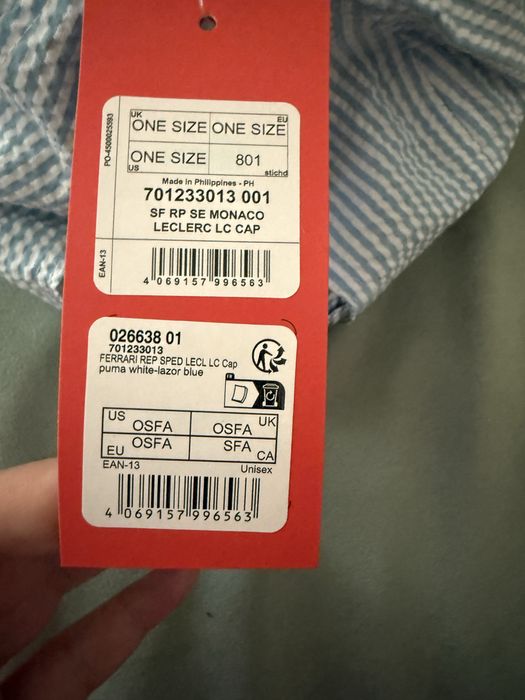 PO-4500025593
UK EU
ONE SIZE ONE SIZE
ONE SIZE 801
US stichd
Made in Philippines - PH
701233013 001
SF RP SE MONACO
LECLERC LC CAP
EAN-13
4 069157 996563
026638 01
701233013
FERRARI REP SPED LECL LC Cap
puma white-lazor blue
US OSFA OSFA UK
EU OSFA SFA CA
EAN-13 Unisex
4 069157 996563